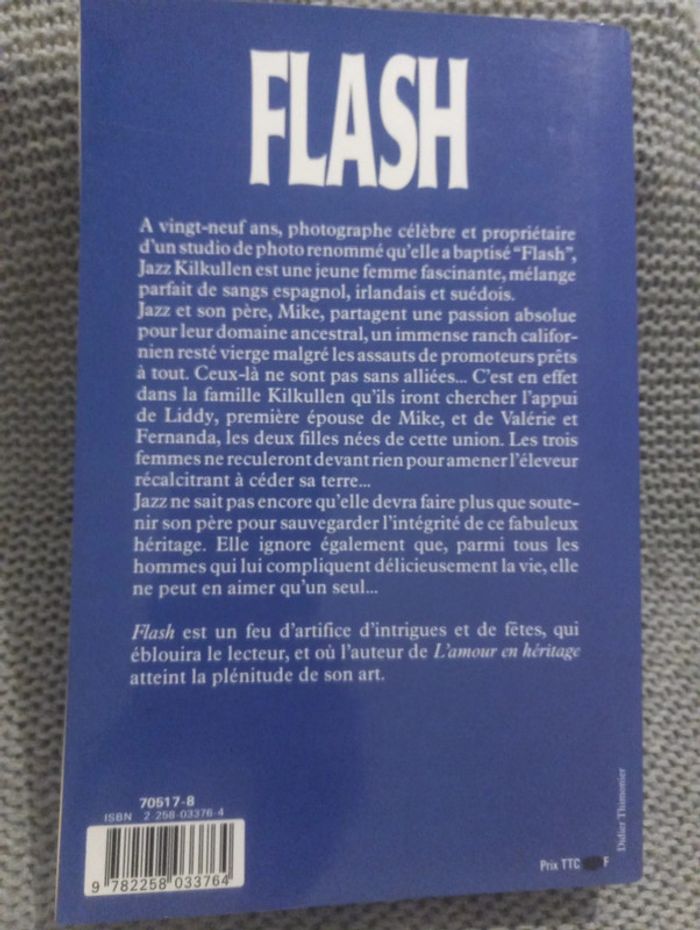 FLASH
A vingt-neuf ans, photographe célèbre et propriétaire
d'un studio de photo renommé qu'elle a baptisé "Flash",
Jazz Kilkullen est une jeune femme fascinante, mélange
parfait de sangs espagnol, irlandais et suédois.
Jazz et son père, Mike, partagent une passion absolue
pour leur domaine ancestral, un immense ranch califor-
nien resté vierge malgré les assauts de promoteurs prêts
à tout. Ceux-là ne sont pas sans alliées... C'est en effet
dans la famille Kilkullen qu'ils iront chercher l'appui
de Liddy, première épouse de Mike, et de Valérie et
Fernanda, les deux filles nées de cette union. Les trois
femmes ne reculeront devant rien pour amener l'éleveur
récalcitrant à céder sa terre...
Jazz ne sait pas encore qu'elle devra faire plus que soute-
nir son père pour sauvegarder l'intégrité de ce fabuleux
héritage. Elle ignore également que, parmi tous les
hommes qui lui compliquent délicieusement la vie, elle
ne peut en aimer qu'un seul...
Flash est un feu d'artifice d'intrigues et de fêtes, qui
éblouira le lecteur, et où l'auteur de L'amour en héritage
atteint la plénitude de son art.
70517-8
ISBN 2 258-03376-4
9 782258 033764
Prix TTC F
Didier Thimonier